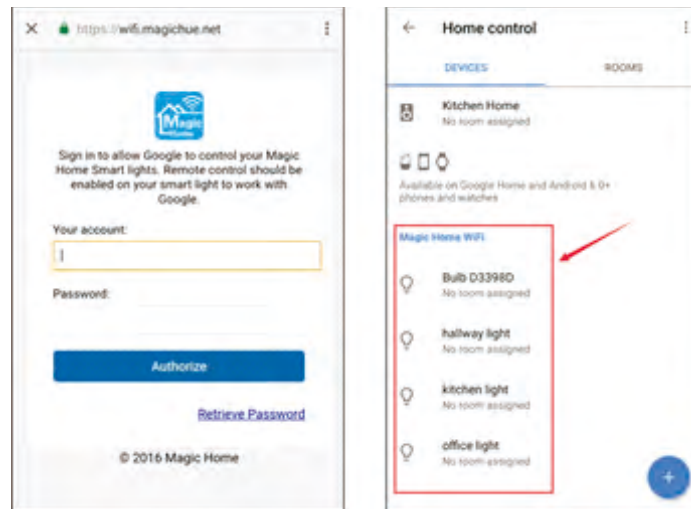 https://wifi.magichue.net
Magic
Home
Sign in to allow Google to control your Magic
Home Smart lights. Remote control should be
enabled on your smart light to work with
Google.
Your account:
Password:
Authorize
Retrieve Password
© 2016 Magic Home
Home control
DEVICES
ROOMS
Kitchen Home
No room assigned
Available on Google Home and Android 6.0+
phones and watches
Magic Home WiFi
Bulb D3398D
No room assigned
hallway light
No room assigned
kitchen light
No room assigned
office light
No room assigned